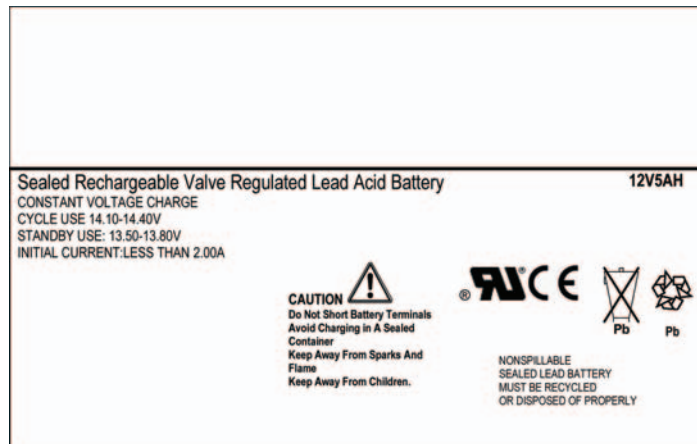 Sealed Rechargeable Valve Regulated Lead Acid Battery 12V5AH
CONSTANT VOLTAGE CHARGE
CYCLE USE 14.10-14.40V
STANDBY USE: 13.50-13.80V
INITIAL CURRENT:LESS THAN 2.00A
CAUTION
Do Not Short Battery Terminals
Avoid Charging in A Sealed
Container
Keep Away From Sparks And
Flame
Keep Away From Children.
® RU ® CE
Pb
Pb
NONSPILLABLE
SEALED LEAD BATTERY
MUST BE RECYCLED
OR DISPOSED OF PROPERLY